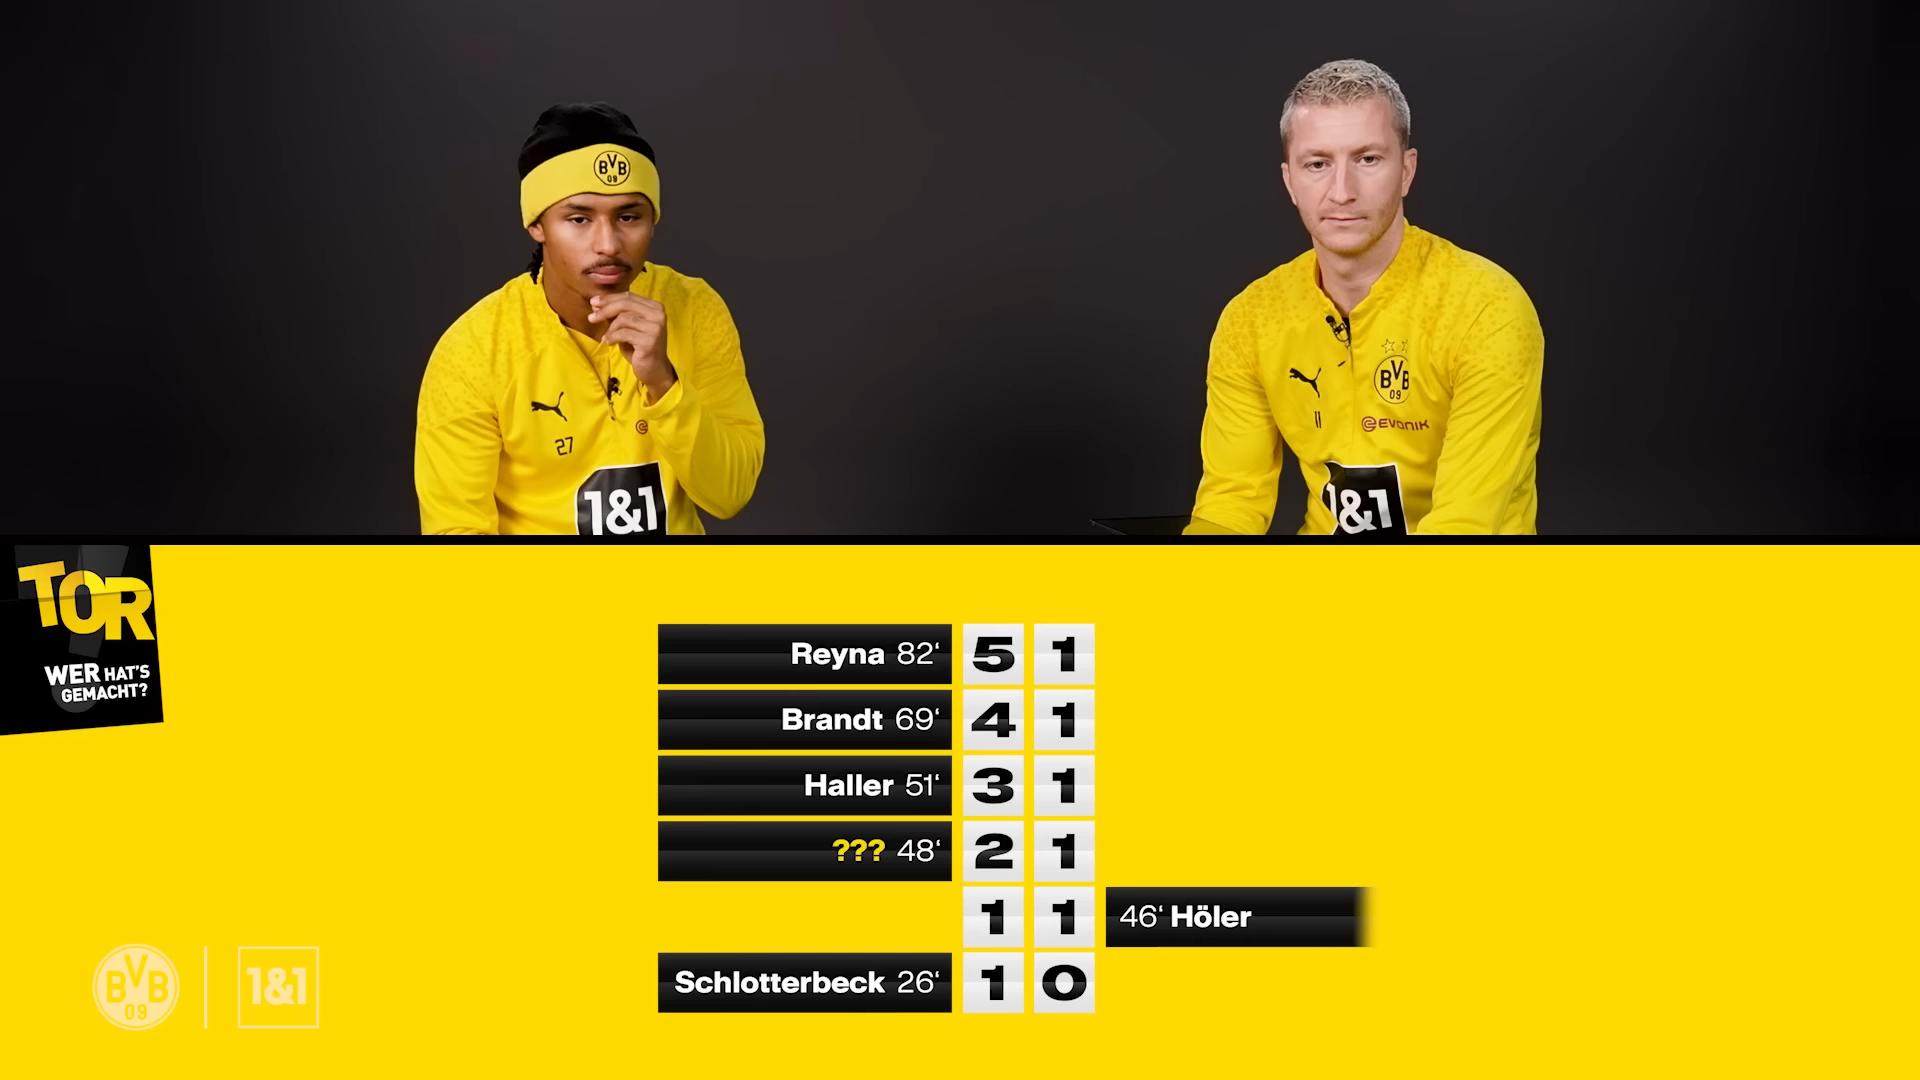 BVB
09
BVB
09
27
11
EVONIK
1&1
1&1
TOR
WER HAT'S
GEMACHT?
Reyna 82‘ 5 1
Brandt 69‘ 4 1
Haller 51‘ 3 1
??? 48‘ 2 1
1 1 46‘ Höler
Schlotterbeck 26‘ 1 0
BVB
09
1&1